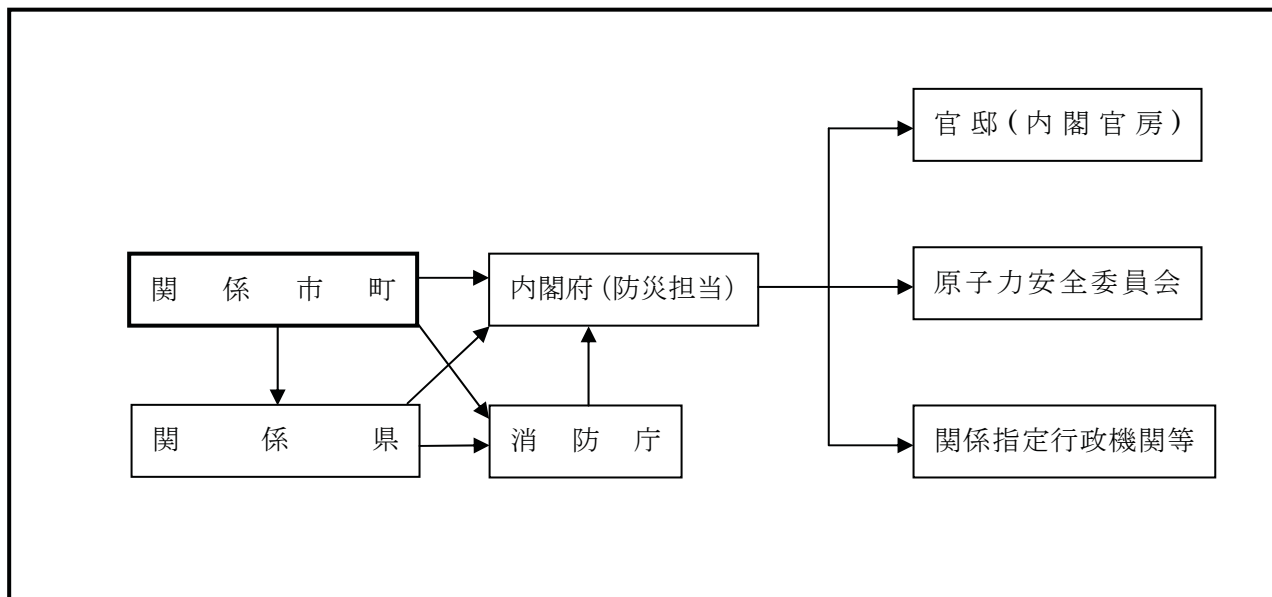 官邸(内閣官房)
関係市町
内閣府(防災担当)
原子力安全委員会
関係県
消防庁
関係指定行政機関等